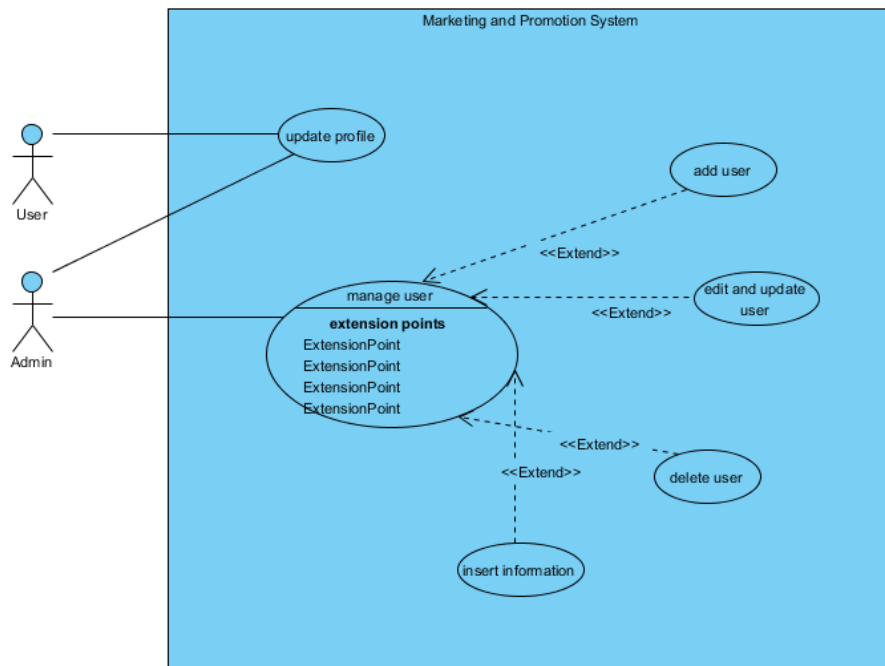 Marketing and Promotion System
update profile
User
add user
<<Extend>>
manage user
edit and update
user
<<Extend>>
extension points
ExtensionPoint
ExtensionPoint
ExtensionPoint
ExtensionPoint
Admin
<<Extend>>
<<Extend>>
delete user
insert information